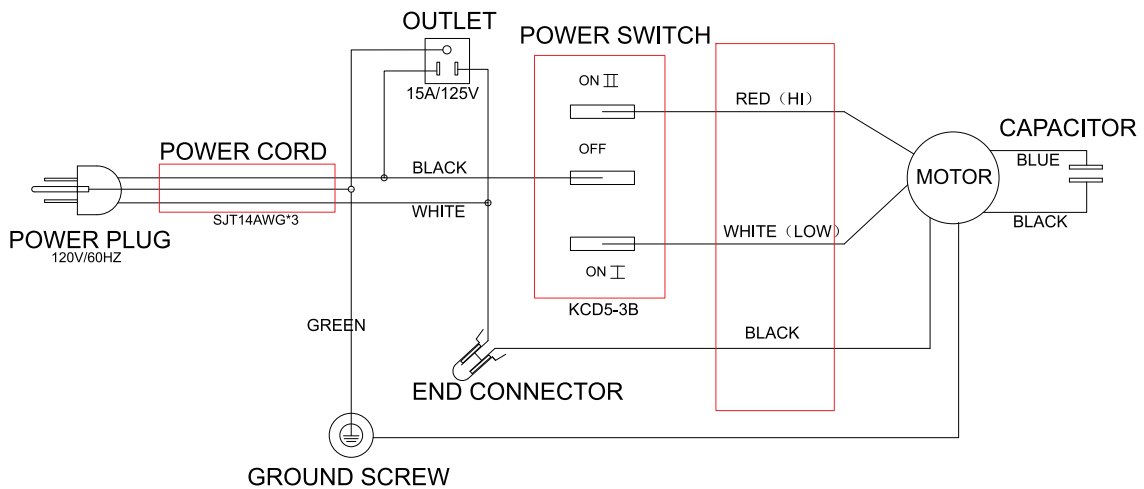 OUTLET
15A/125V
POWER SWITCH
ON Ⅱ
OFF
ON Ⅰ
KCD5-3B
RED（HI）
WHITE（LOW）
BLACK
MOTOR
CAPACITOR
BLUE
BLACK
POWER CORD
SJT14AWG*3
BLACK
WHITE
POWER PLUG
120V/60HZ
GREEN
END CONNECTOR
GROUND SCREW